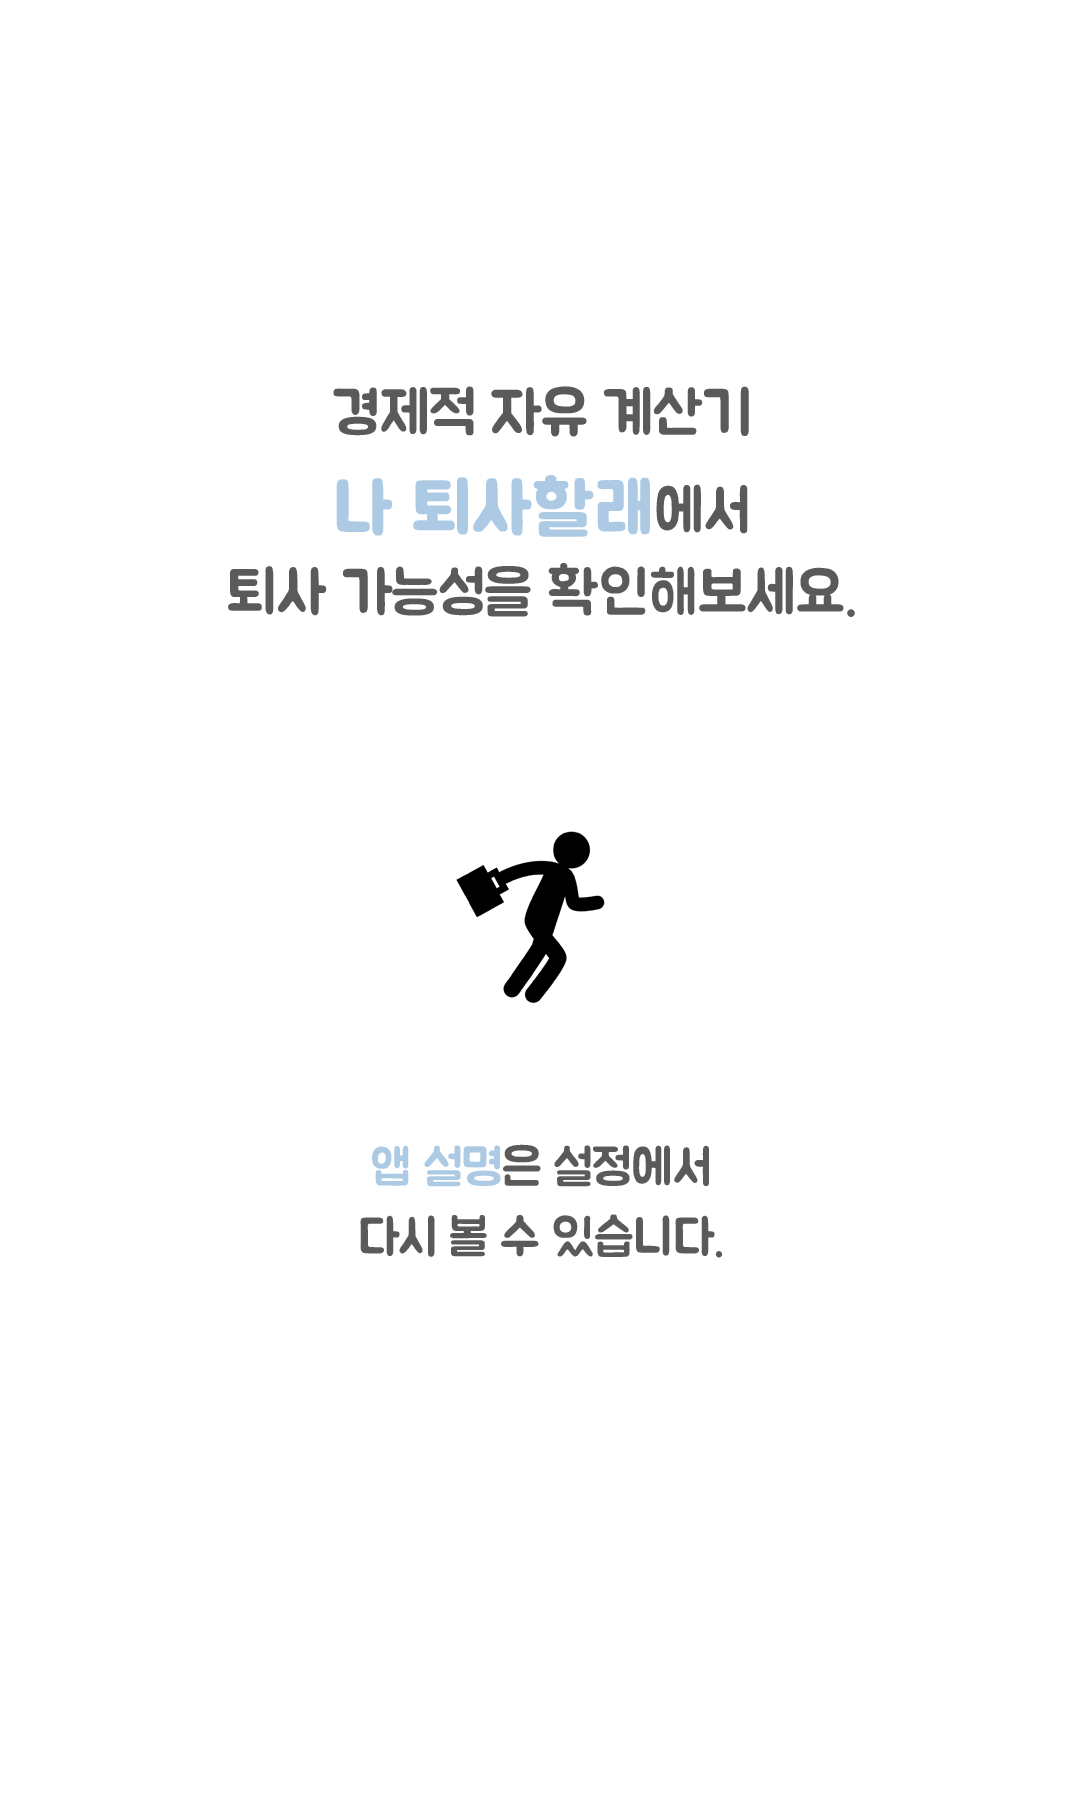 경제적 자유 계산기
나 퇴사할래에서
퇴사 가능성을 확인해보세요.
앱 설명은 설정에서
다시 볼 수 있습니다.